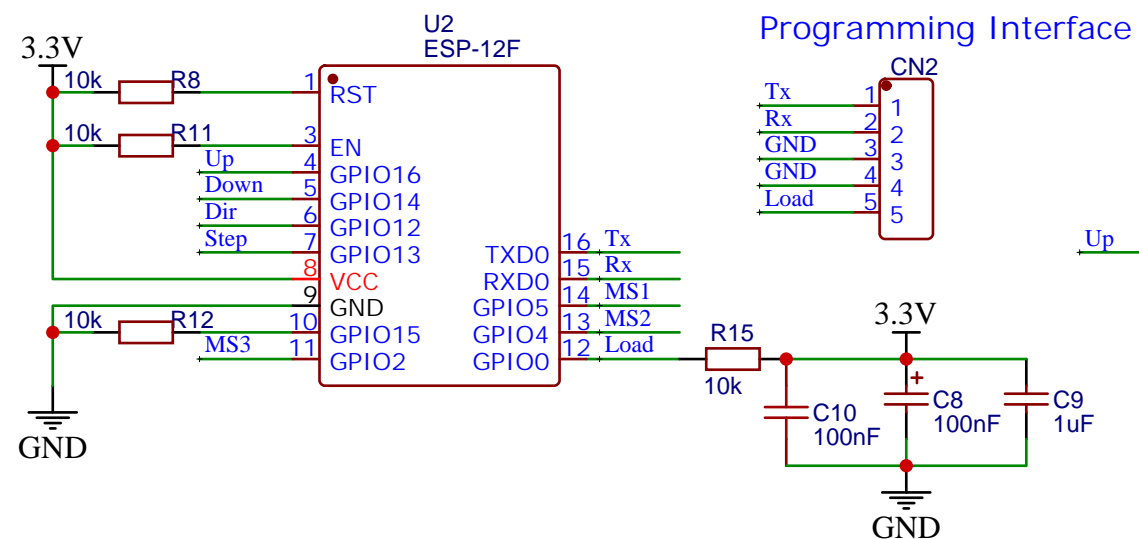 Programming Interface
U2
ESP-12F
3.3V
10k R8 1 RST
10k R11 3 EN
Up 4 GPIO16
Down 5 GPIO14
Dir 6 GPIO12
Step 7 GPIO13
8 VCC
9 GND
10k R12 10 GPIO15
MS3 11 GPIO2
GND
TXD0 16 Tx
RXD0 15 Rx
GPIO5 14 MS1
GPIO4 13 MS2
GPIO0 12 Load
R15
10k
CN2
Tx 1 1
Rx 2 2
GND 3 3
GND 4 4
Load 5 5
Up
3.3V
C10
100nF
+
C8
100nF
C9
1uF
GND